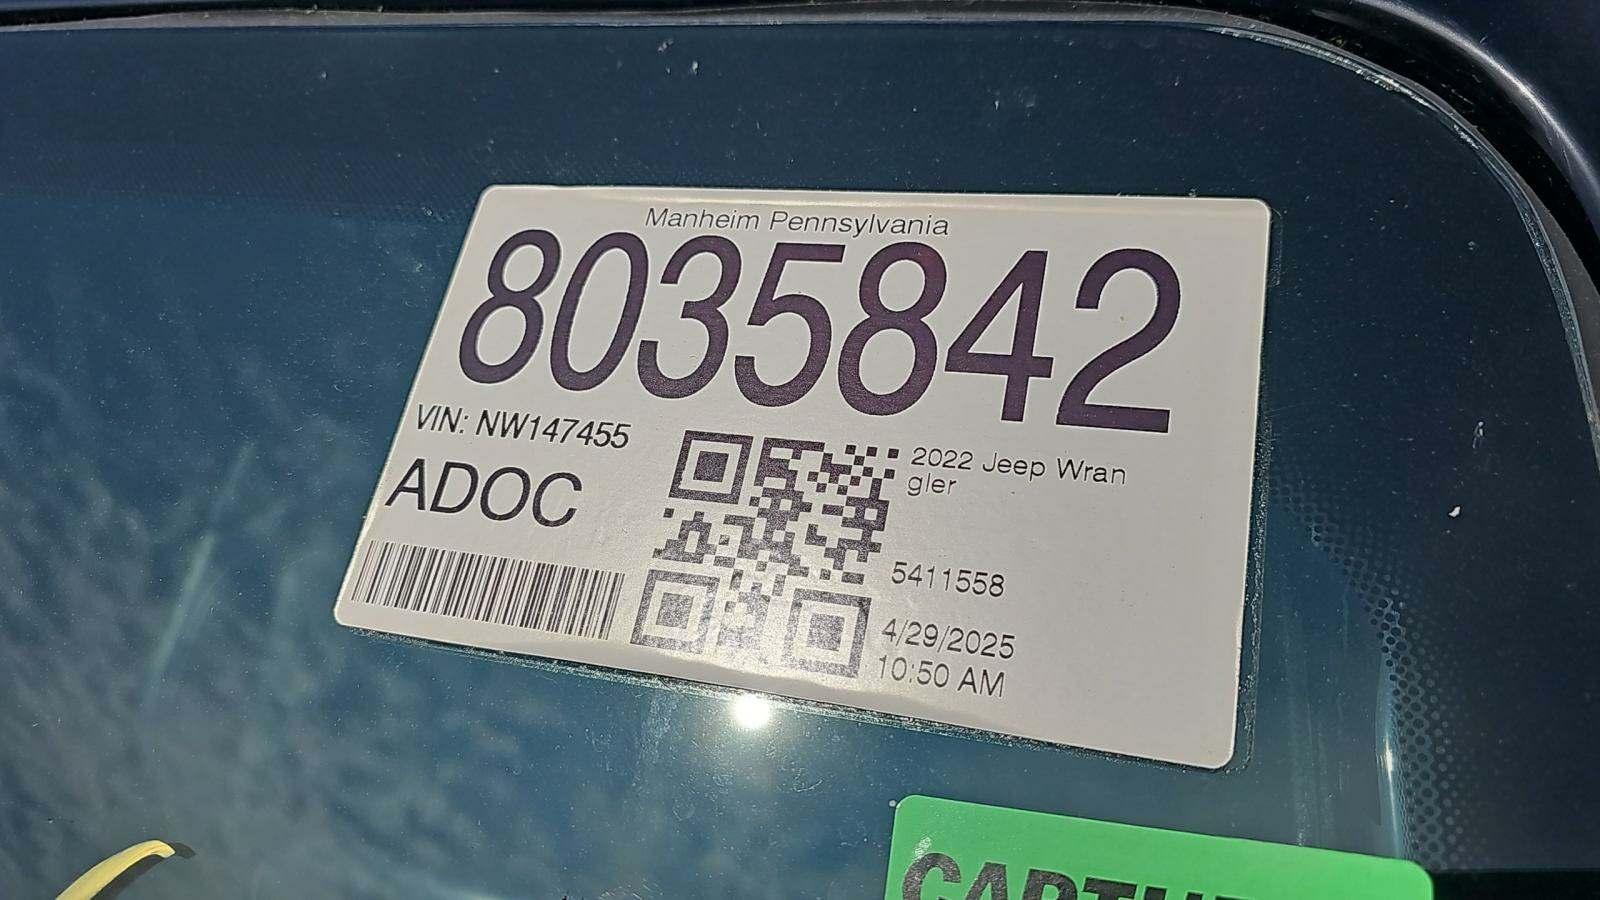 Manheim Pennsylvania
8035842
VIN: NW147455
ADOC
2022 Jeep Wran
gler
5411558
4/29/2025
10:50 AM